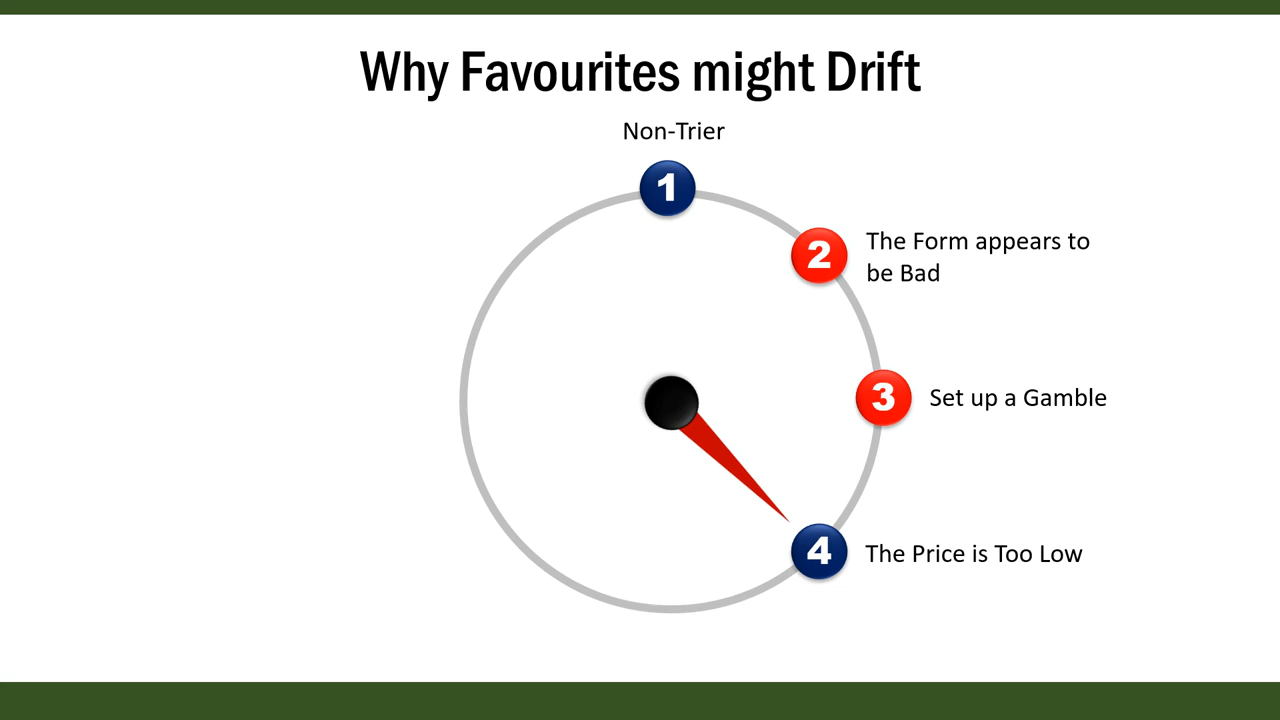 Why Favourites might Drift
Non-Trier
1
2
The Form appears to
be Bad
3
Set up a Gamble
4
The Price is Too Low